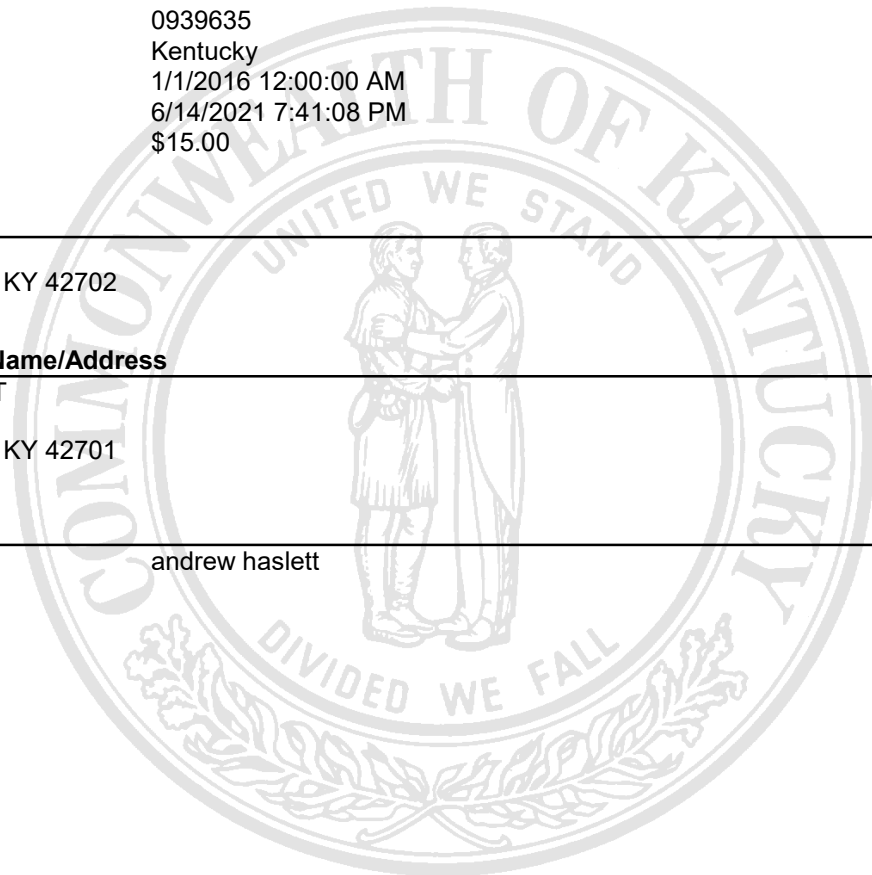 0939635
Kentucky
1/1/2016 12:00:00 AM
6/14/2021 7:41:08 PM
$15.00
COMMONWEALTH OF KENTUCKY
UNITED WE STAND
KY 42702
Name/Address
T
KY 42701
andrew haslett
DIVIDED WE FALL